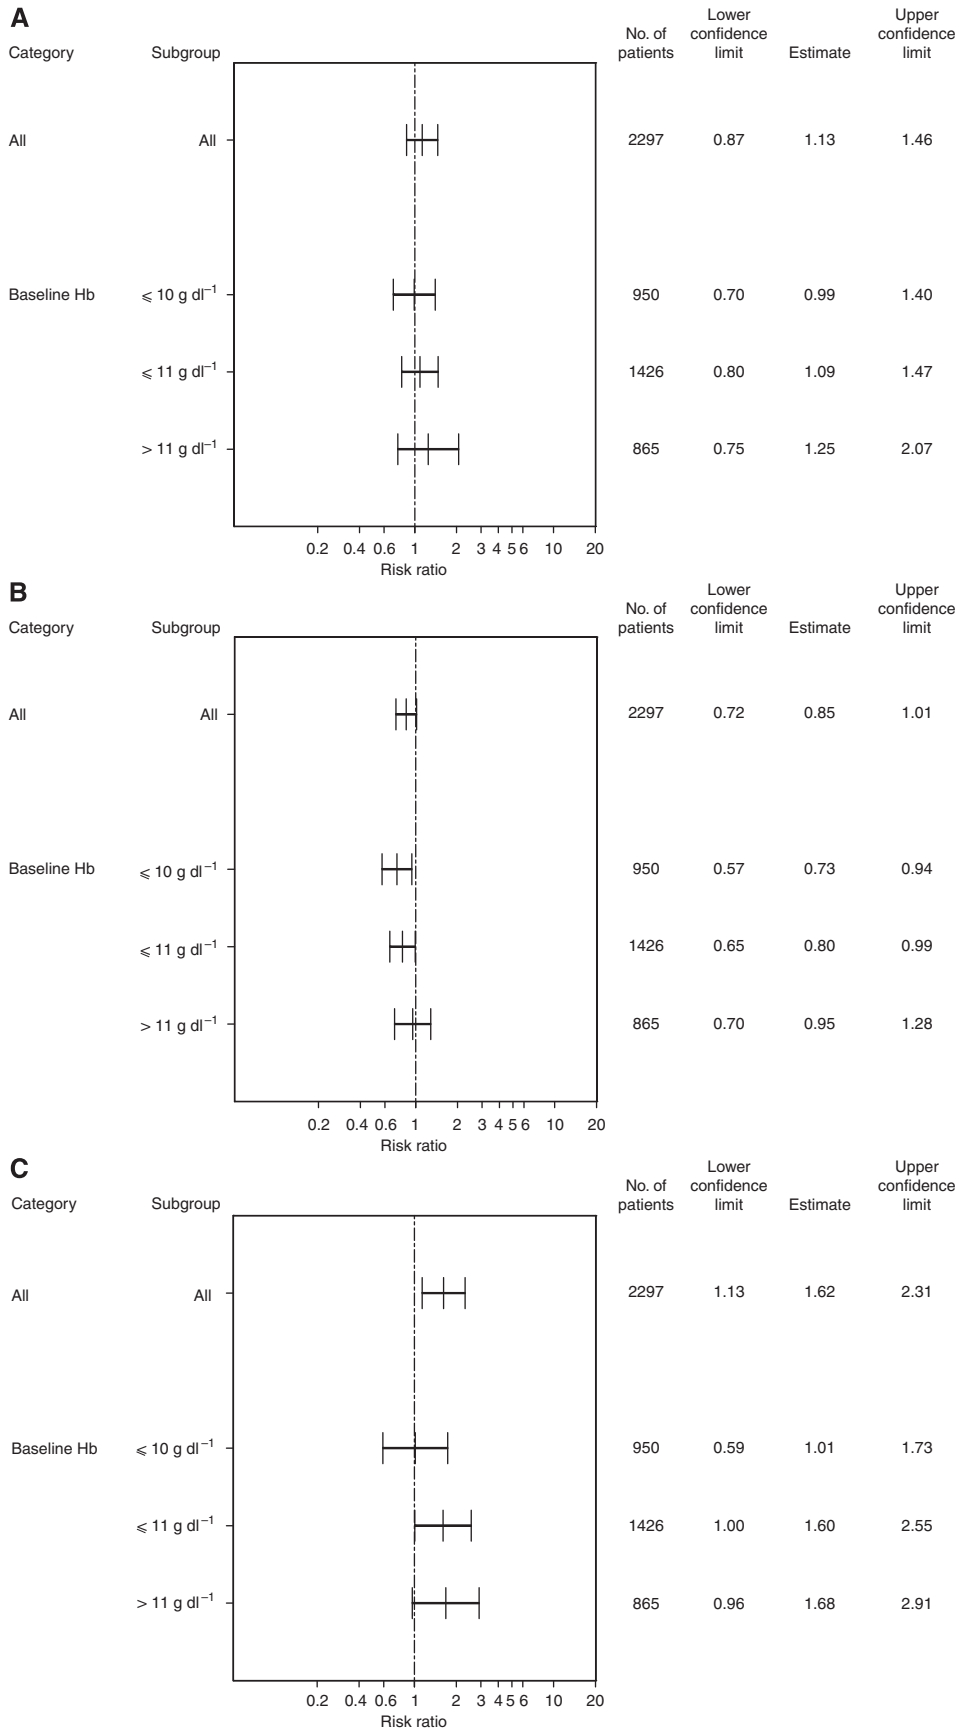 A
Category Subgroup No. of patients Lower confidence limit Estimate Upper confidence limit
All All 2297 0.87 1.13 1.46
Baseline Hb ⩽ 10 g dl⁻¹ 950 0.70 0.99 1.40
⩽ 11 g dl⁻¹ 1426 0.80 1.09 1.47
> 11 g dl⁻¹ 865 0.75 1.25 2.07
0.2 0.4 0.6 1 2 3 4 5 6 10 20
Risk ratio
B
Category Subgroup No. of patients Lower confidence limit Estimate Upper confidence limit
All All 2297 0.72 0.85 1.01
Baseline Hb ⩽ 10 g dl⁻¹ 950 0.57 0.73 0.94
⩽ 11 g dl⁻¹ 1426 0.65 0.80 0.99
> 11 g dl⁻¹ 865 0.70 0.95 1.28
0.2 0.4 0.6 1 2 3 4 5 6 10 20
Risk ratio
C
Category Subgroup No. of patients Lower confidence limit Estimate Upper confidence limit
All All 2297 1.13 1.62 2.31
Baseline Hb ⩽ 10 g dl⁻¹ 950 0.59 1.01 1.73
⩽ 11 g dl⁻¹ 1426 1.00 1.60 2.55
> 11 g dl⁻¹ 865 0.96 1.68 2.91
0.2 0.4 0.6 1 2 3 4 5 6 10 20
Risk ratio